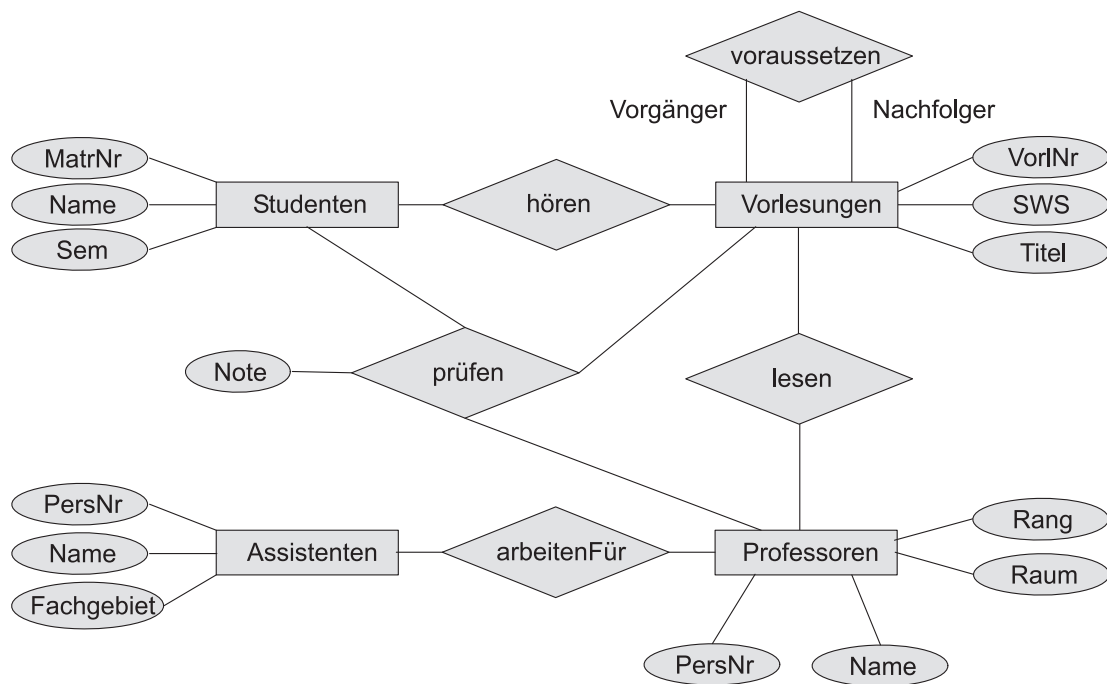 voraussetzen
Vorgänger
Nachfolger
MatrNr
Name
Sem
Studenten
hören
Vorlesungen
VorlNr
SWS
Titel
Note
prüfen
lesen
PersNr
Name
Fachgebiet
Assistenten
arbeitenFür
Professoren
Rang
Raum
PersNr
Name